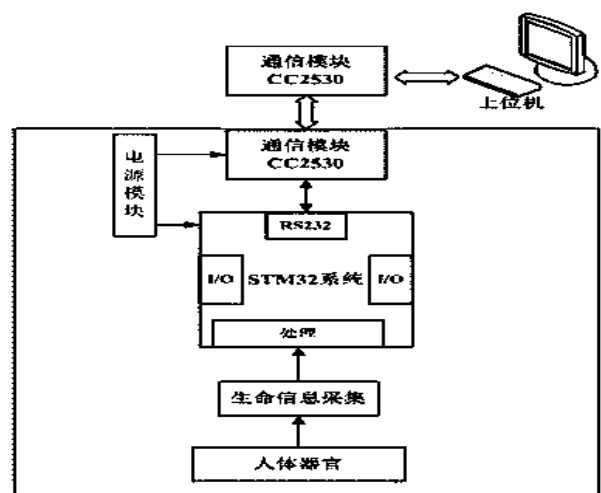 通信模块
CC2530
上位机
通信模块
CC2530
电源模块
RS232
I/O
STM32系统
I/O
处理
生命信息采集
人体器官